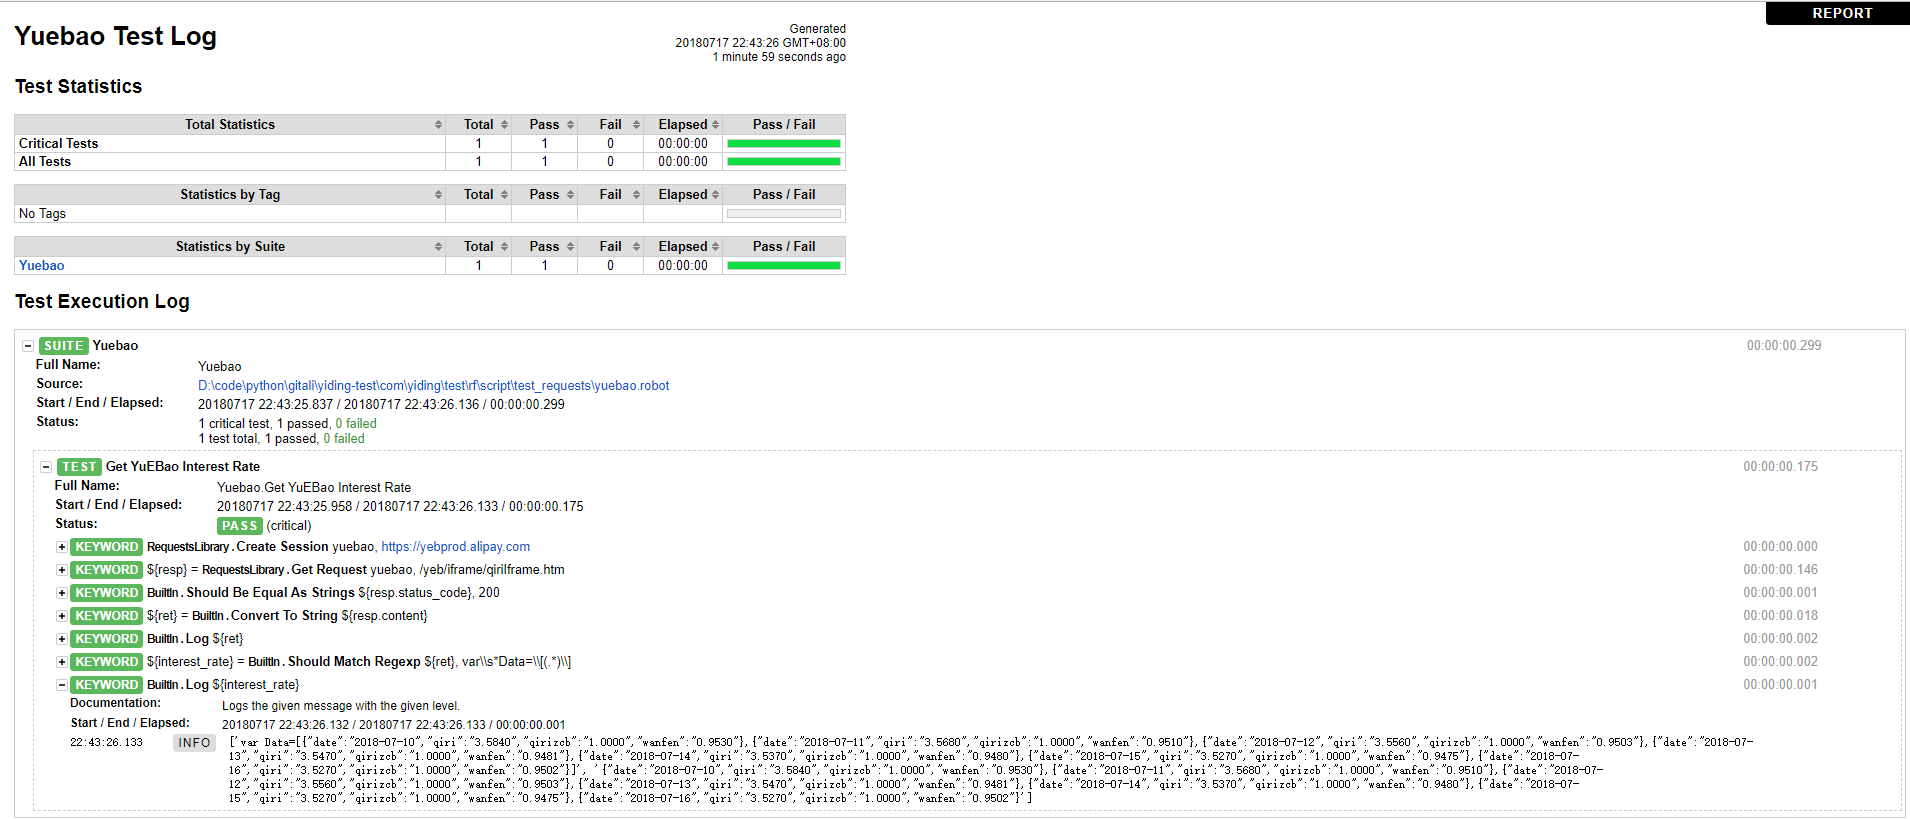 REPORT
Yuebao Test Log
Generated
20180717 22:43:26 GMT+08:00
1 minute 59 seconds ago
Test Statistics
Total Statistics Total Pass Fail Elapsed Pass / Fail
Critical Tests 1 1 0 00:00:00
All Tests 1 1 0 00:00:00
Statistics by Tag Total Pass Fail Elapsed Pass / Fail
No Tags
Statistics by Suite Total Pass Fail Elapsed Pass / Fail
Yuebao 1 1 0 00:00:00
Test Execution Log
SUITE Yuebao 00:00:00.299
Full Name: Yuebao
Source: D:\code\python\gitali\yiding-test\com\yiding\test\rf\script\test_requests\yuebao.robot
Start / End / Elapsed: 20180717 22:43:25.837 / 20180717 22:43:26.136 / 00:00:00.299
Status: 1 critical test, 1 passed, 0 failed
1 test total, 1 passed, 0 failed
TEST Get YuEBao Interest Rate 00:00:00.175
Full Name: Yuebao.Get YuEBao Interest Rate
Start / End / Elapsed: 20180717 22:43:25.958 / 20180717 22:43:26.133 / 00:00:00.175
Status: PASS (critical)
+ KEYWORD RequestsLibrary . Create Session yuebao, https://yebprod.alipay.com 00:00:00.000
+ KEYWORD ${resp} = RequestsLibrary . Get Request yuebao, /yeb/iframe/qiriIframe.htm 00:00:00.146
+ KEYWORD BuiltIn . Should Be Equal As Strings ${resp.status_code}, 200 00:00:00.001
+ KEYWORD ${ret} = BuiltIn . Convert To String ${resp.content} 00:00:00.018
+ KEYWORD BuiltIn . Log ${ret} 00:00:00.002
+ KEYWORD ${interest_rate} = BuiltIn . Should Match Regexp ${ret}, var\\s*Data=\\[(.*)\\] 00:00:00.002
- KEYWORD BuiltIn . Log ${interest_rate} 00:00:00.001
Documentation: Logs the given message with the given level.
Start / End / Elapsed: 20180717 22:43:26.132 / 20180717 22:43:26.133 / 00:00:00.001
22:43:26.133 INFO ['var Data=[{"date":"2018-07-10","qiri":"3.5840","qirizcb":"1.0000","wanfen":"0.9530"},{"date":"2018-07-11","qiri":"3.5680","qirizcb":"1.0000","wanfen":"0.9510"},{"date":"2018-07-12","qiri":"3.5560","qirizcb":"1.0000","wanfen":"0.9503"},{"date":"2018-07-
13","qiri":"3.5470","qirizcb":"1.0000","wanfen":"0.9481"},{"date":"2018-07-14","qiri":"3.5370","qirizcb":"1.0000","wanfen":"0.9480"},{"date":"2018-07-15","qiri":"3.5270","qirizcb":"1.0000","wanfen":"0.9475"},{"date":"2018-07-
16","qiri":"3.5270","qirizcb":"1.0000","wanfen":"0.9502"}]', '{"date":"2018-07-10","qiri":"3.5840","qirizcb":"1.0000","wanfen":"0.9530"},{"date":"2018-07-11","qiri":"3.5680","qirizcb":"1.0000","wanfen":"0.9510"},{"date":"2018-07-
12","qiri":"3.5560","qirizcb":"1.0000","wanfen":"0.9503"},{"date":"2018-07-13","qiri":"3.5470","qirizcb":"1.0000","wanfen":"0.9481"},{"date":"2018-07-14","qiri":"3.5370","qirizcb":"1.0000","wanfen":"0.9480"},{"date":"2018-07-
15","qiri":"3.5270","qirizcb":"1.0000","wanfen":"0.9475"},{"date":"2018-07-16","qiri":"3.5270","qirizcb":"1.0000","wanfen":"0.9502"}']